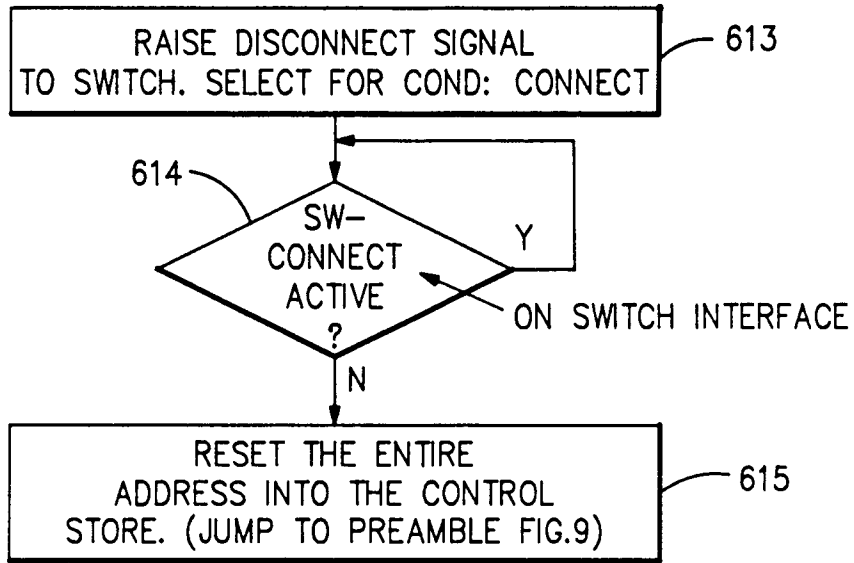 RAISE DISCONNECT SIGNAL
TO SWITCH. SELECT FOR COND: CONNECT
613
614
SW-
CONNECT
ACTIVE
?
Y
ON SWITCH INTERFACE
N
RESET THE ENTIRE
ADDRESS INTO THE CONTROL
STORE. (JUMP TO PREAMBLE FIG.9)
615